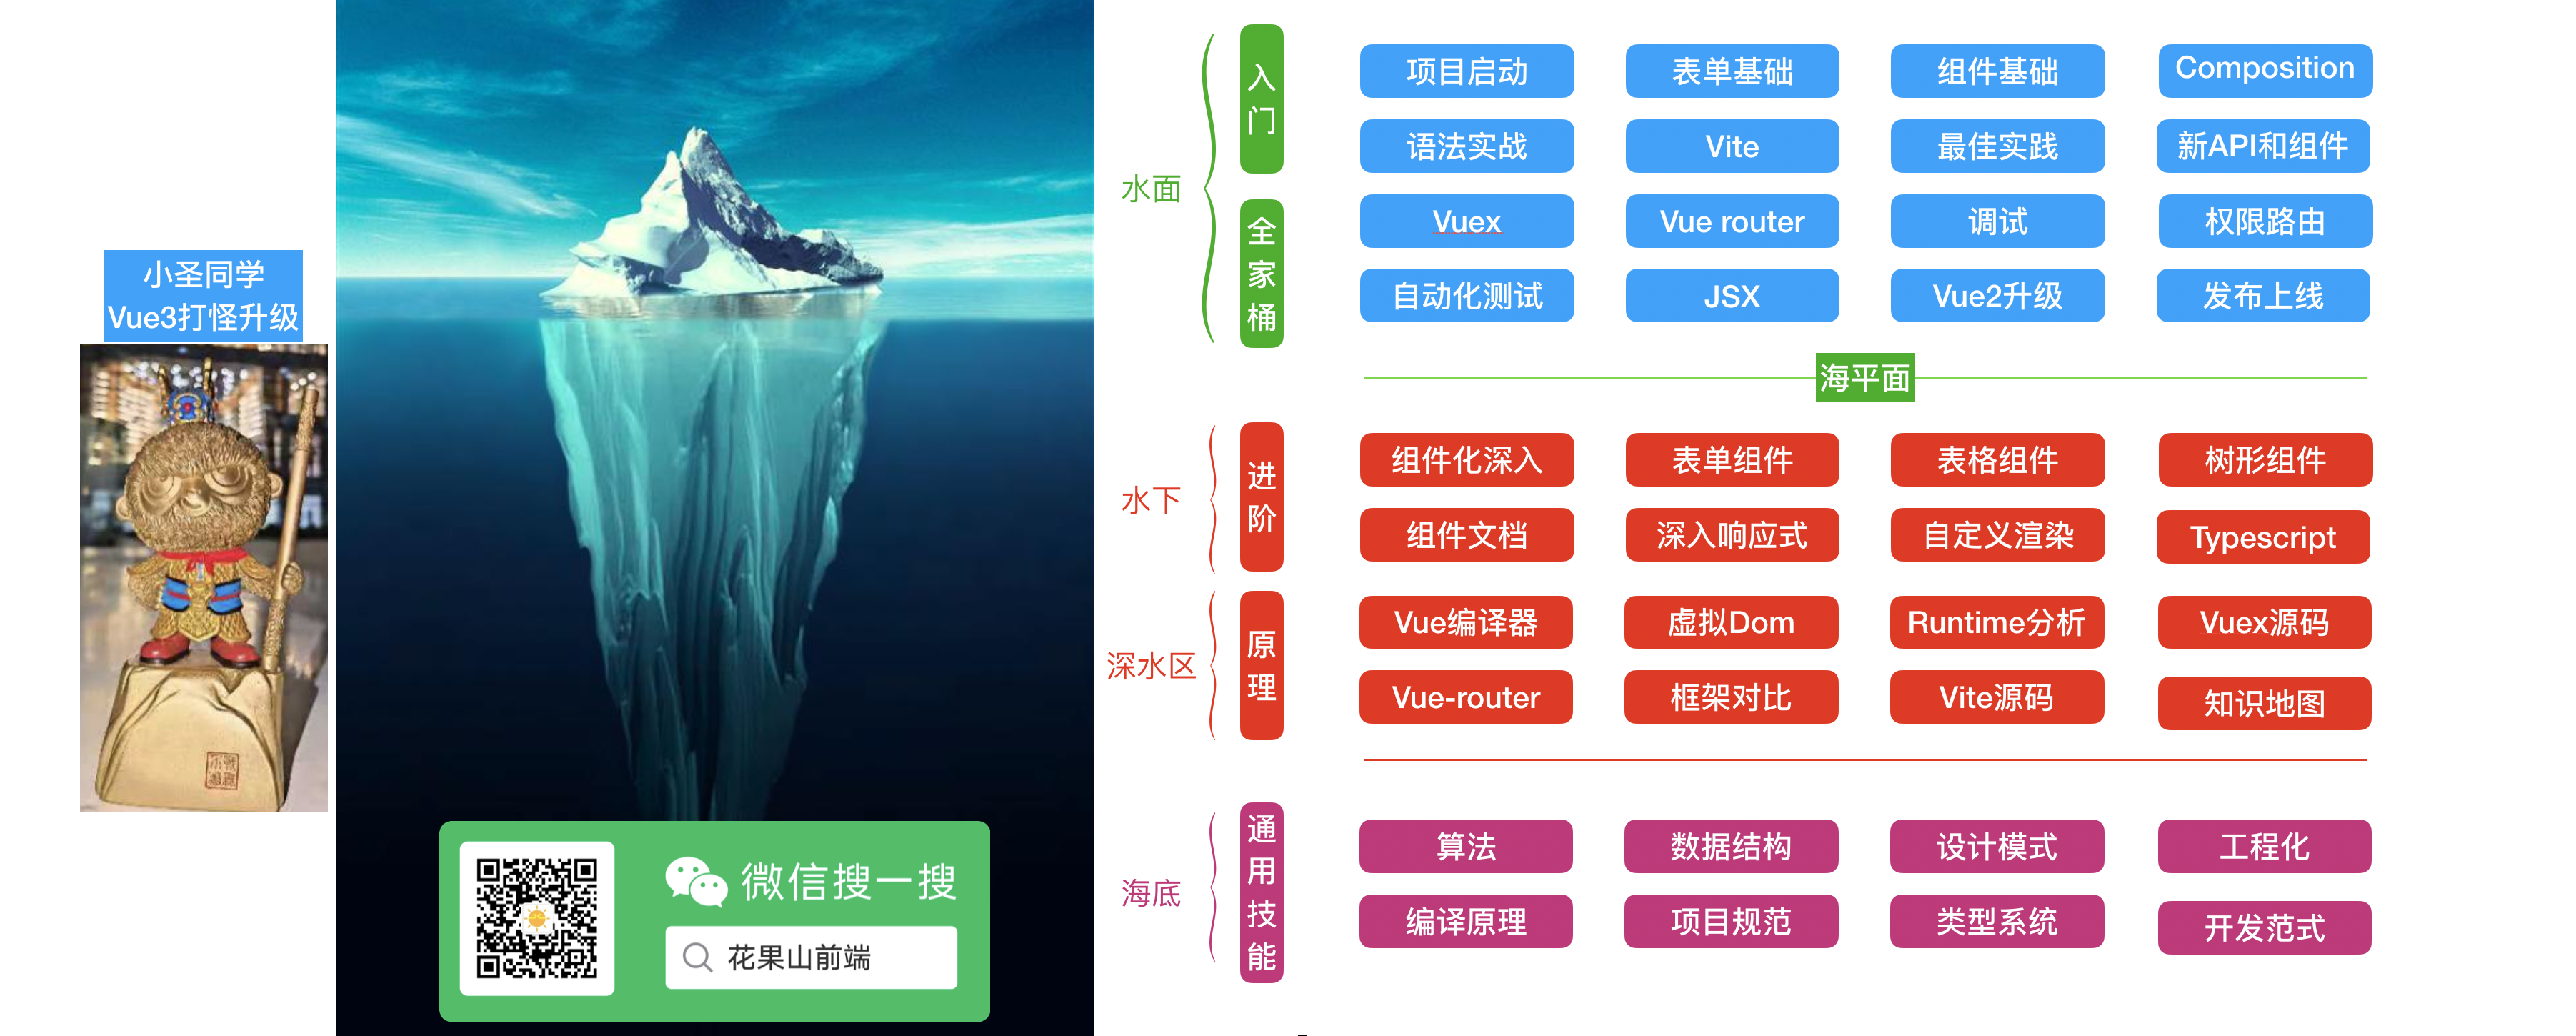 小圣同学
Vue3打怪升级
微信搜一搜
花果山前端
水面
入门
全家桶
项目启动
表单基础
组件基础
Composition
语法实战
Vite
最佳实践
新API和组件
Vuex
Vue router
调试
权限路由
自动化测试
JSX
Vue2升级
发布上线
海平面
水下
进阶
组件化深入
表单组件
表格组件
树形组件
组件文档
深入响应式
自定义渲染
Typescript
深水区
原理
Vue编译器
虚拟Dom
Runtime分析
Vuex源码
Vue-router
框架对比
Vite源码
知识地图
海底
通用技能
算法
数据结构
设计模式
工程化
编译原理
项目规范
类型系统
开发范式